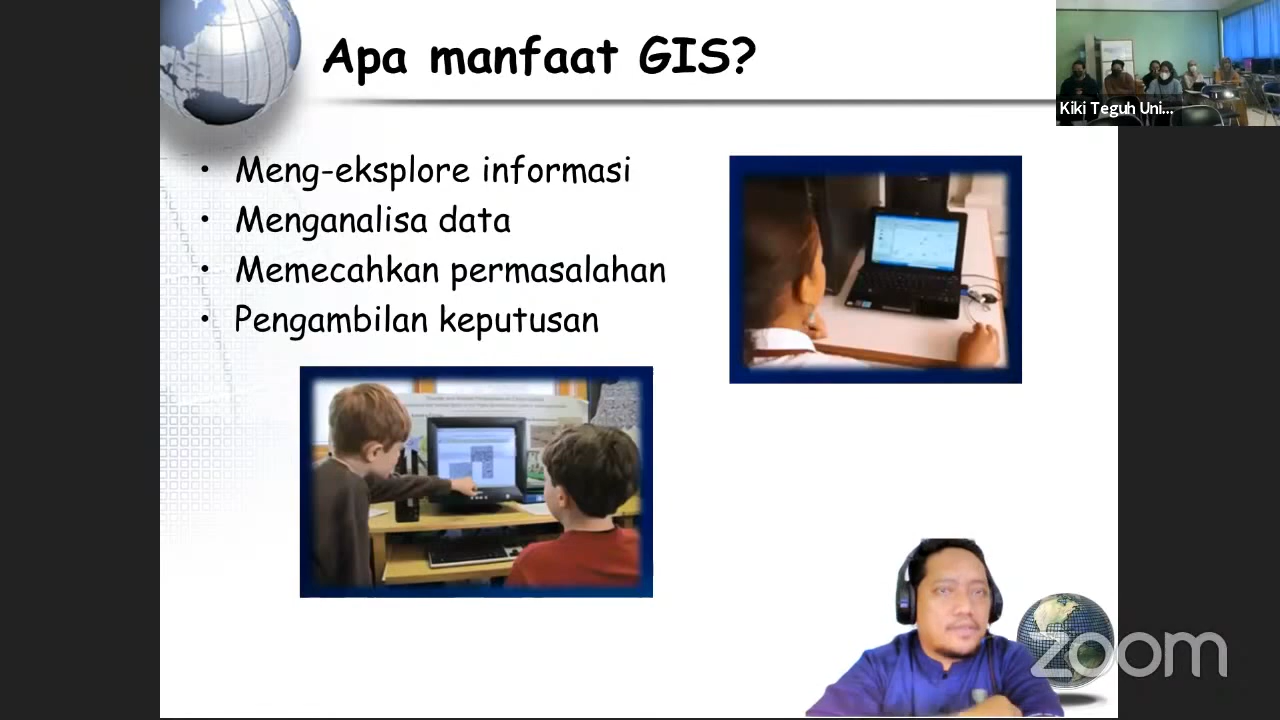 Apa manfaat GIS?
Kiki Teguh Uni...
• Meng-eksplore informasi
• Menganalisa data
• Memecahkan permasalahan
• Pengambilan keputusan
zoom